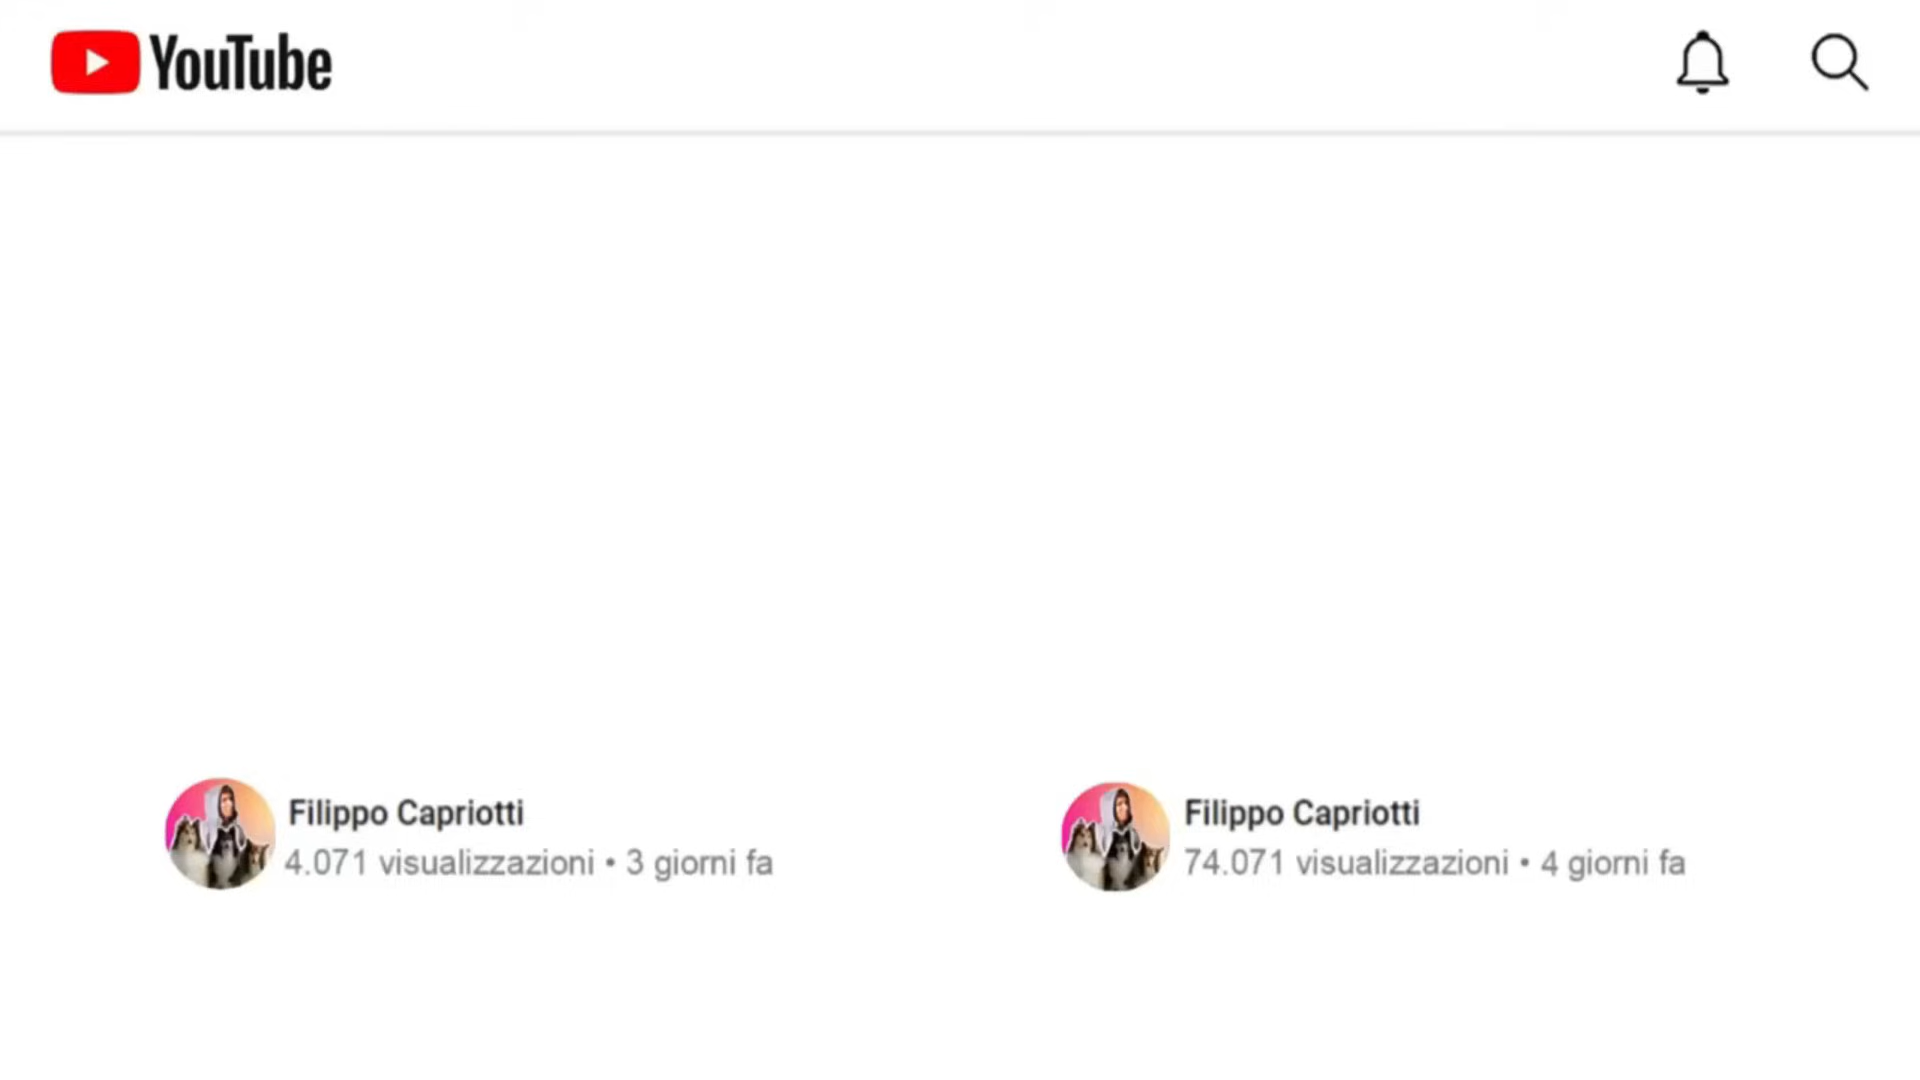 YouTube
Filippo Capriotti
4.071 visualizzazioni • 3 giorni fa
Filippo Capriotti
74.071 visualizzazioni • 4 giorni fa